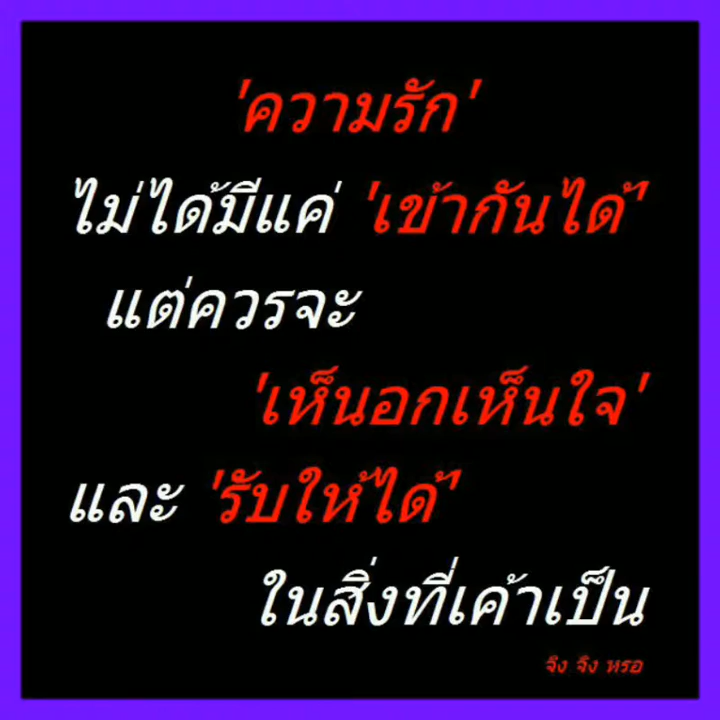 'ความรัก'
ไม่ได้มีแค่ 'เข้ากันได้'
แต่ควรจะ
'เห็นอกเห็นใจ'
และ 'รับให้ได้'
ในสิ่งที่เค้าเป็น
จิง จิง หรอ